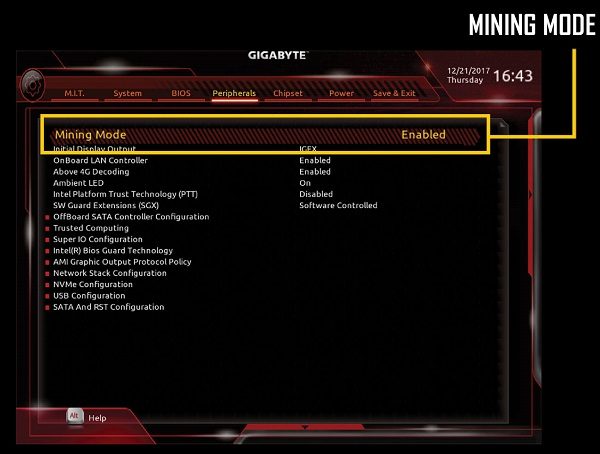 MINING MODE
GIGABYTE™
12/21/2017
Thursday
16:43
M.I.T. System BIOS Peripherals Chipset Power Save & Exit
Mining Mode Enabled
Initial Display Output IGFX
OnBoard LAN Controller Enabled
Above 4G Decoding Enabled
Ambient LED On
Intel Platform Trust Technology (PTT) Disabled
SW Guard Extensions (SGX) Software Controlled
OffBoard SATA Controller Configuration
Trusted Computing
Super IO Configuration
Intel(R) Bios Guard Technology
AMI Graphic Output Protocol Policy
Network Stack Configuration
NVMe Configuration
USB Configuration
SATA And RST Configuration
Alt Help